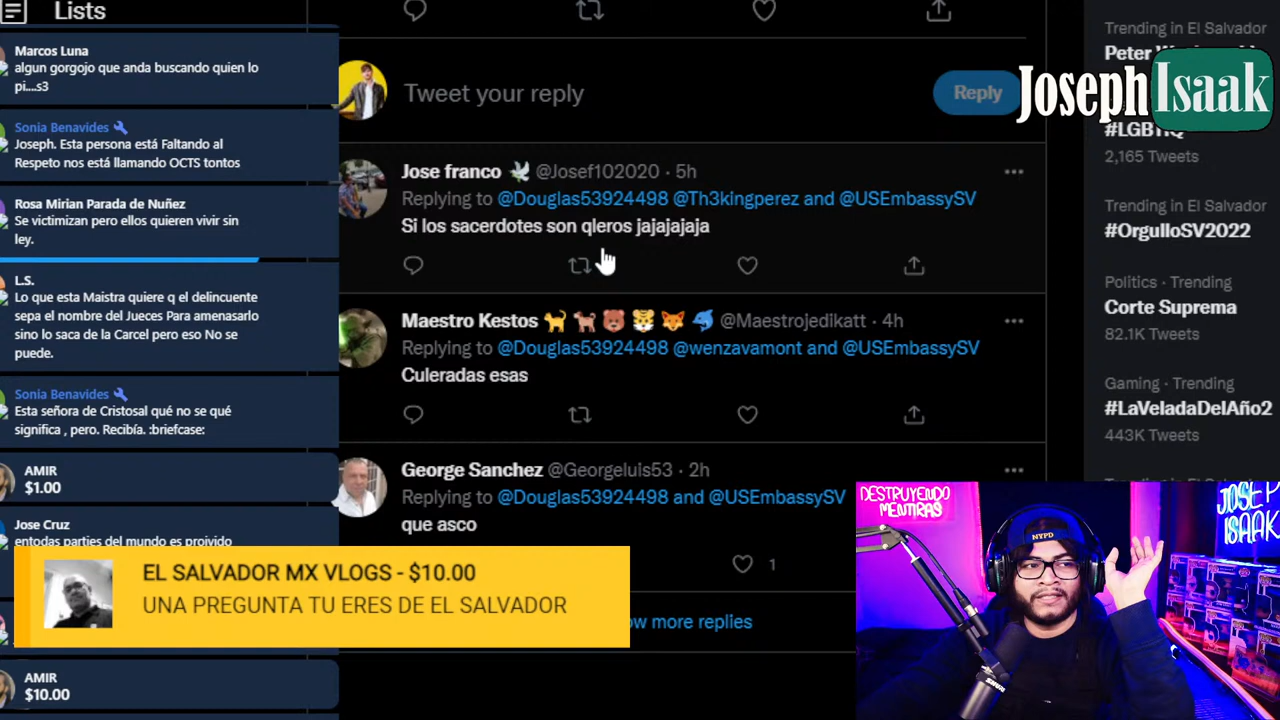 Lists
Marcos Luna
algun gorgojo que anda buscando quien lo
pi....s3
Sonia Benavides
Joseph. Esta persona está Faltando al
Respeto nos está llamando OCTS tontos
Rosa Mirian Parada de Nuñez
Se victimizan pero ellos quieren vivir sin
ley.
L.S.
Lo que esta Maistra quiere q el delincuente
sepa el nombre del Jueces Para amenasarlo
sino lo saca de la Carcel pero eso No se
puede.
Sonia Benavides
Esta señora de Cristosal qué no se qué
significa , pero. Recibía. :briefcase:
AMIR
$1.00
Jose Cruz
entodas parties del mundo es proivido
EL SALVADOR MX VLOGS - $10.00
UNA PREGUNTA TU ERES DE EL SALVADOR
AMIR
$10.00
Tweet your reply
Reply
Jose franco 🕊 @Josef102020 · 5h
Replying to @Douglas53924498 @Th3kingperez and @USEmbassySV
Si los sacerdotes son qleros jajajajaja
Maestro Kestos 🐈🐕🐻🐯🦊🐬 @Maestrojedikatt · 4h
Replying to @Douglas53924498 @wenzavamont and @USEmbassySV
Culeradas esas
George Sanchez @Georgeluis53 · 2h
Replying to @Douglas53924498 and @USEmbassySV
que asco
1
more replies
Trending in El Salvador
Peter
JosephIsaak
2,165 Tweets
Trending in El Salvador
#OrgulloSV2022
Politics · Trending
Corte Suprema
82.1K Tweets
Gaming · Trending
#LaVeladaDelAño2
443K Tweets
DESTRUYENDO
MENTIRAS
NYPD
ISAAK